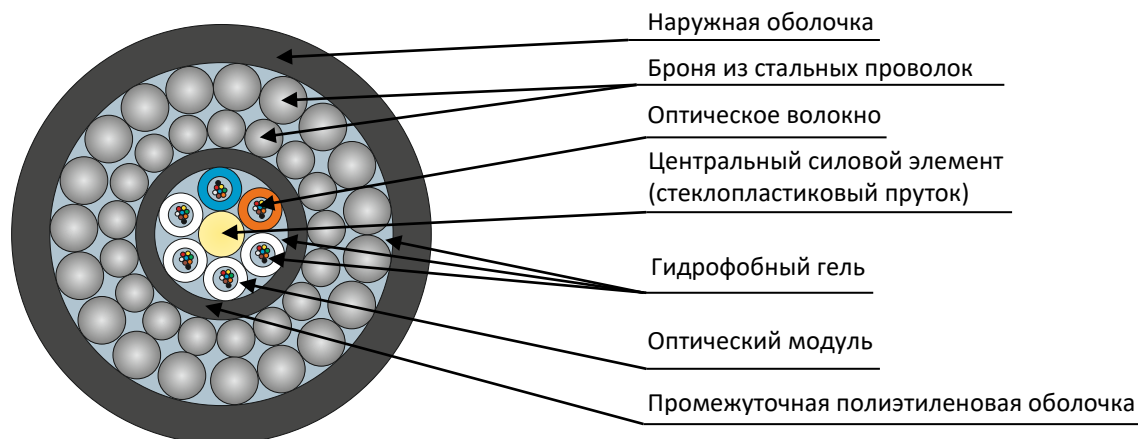 Наружная оболочка
Броня из стальных проволок
Оптическое волокно
Центральный силовой элемент
(стеклопластиковый пруток)
Гидрофобный гель
Оптический модуль
Промежуточная полиэтиленовая оболочка